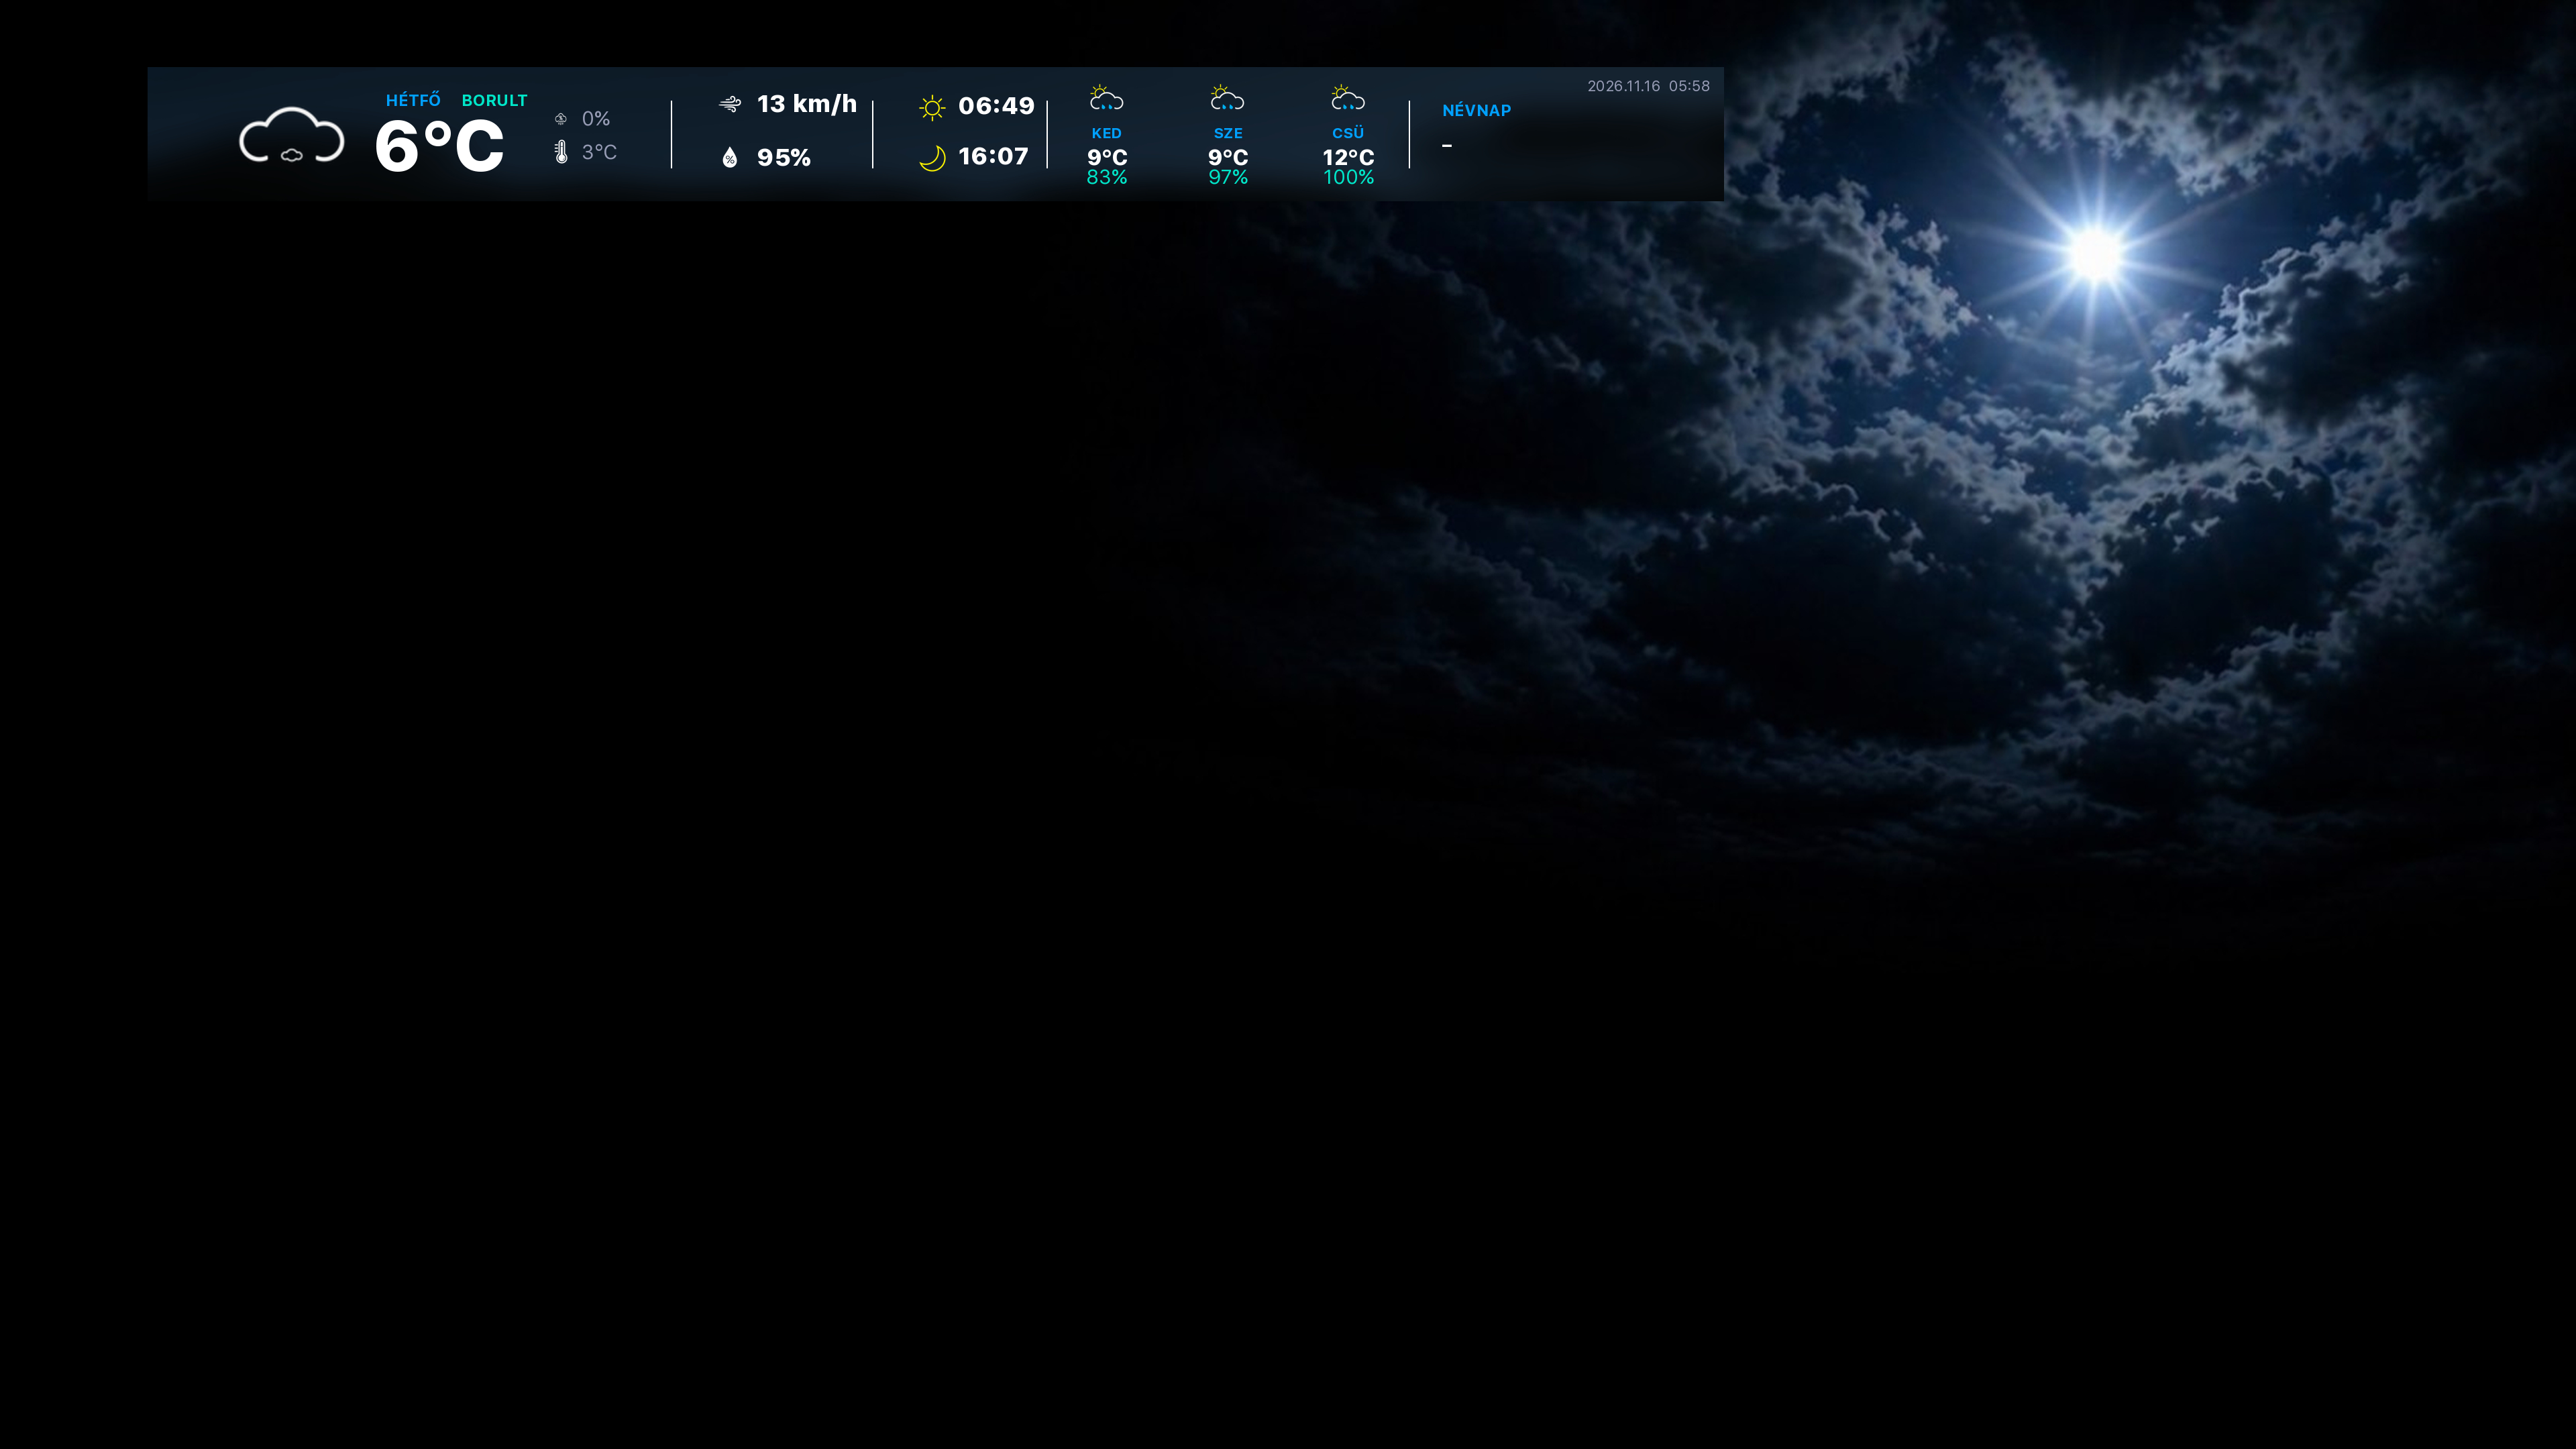 2026.11.16 05:58
HÉTFŐ BORULT
6°C
0%
3°C
13 km/h
95%
06:49
16:07
KED
9°C
83%
SZE
9°C
97%
CSÜ
12°C
100%
NÉVNAP
–